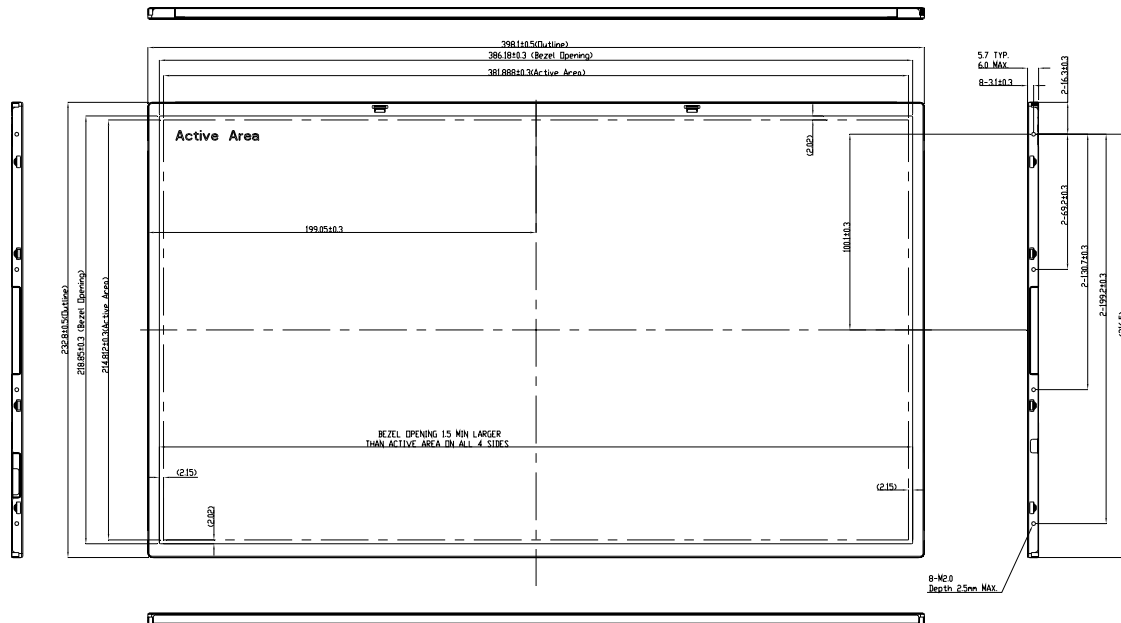 398.1±0.5(Outline)
386.18±0.3 (Bezel Opening)
381.888±0.3(Active Area)
5.7 TYP.
6.0 MAX.
8-3.1±0.3
2-16.3±0.3
Active Area
(2.02)
199.05±0.3
100.1±0.3
2-69.2±0.3
2-130.7±0.3
2-199.2±0.3
232.8±0.5(Outline)
218.85±0.3 (Bezel Opening)
214.812±0.3(Active Area)
BEZEL OPENING 1.5 MIN LARGER
THAN ACTIVE AREA ON ALL 4 SIDES
(2.15)
(2.15)
(2.02)
8-M2.0
Depth 2.5mm MAX.